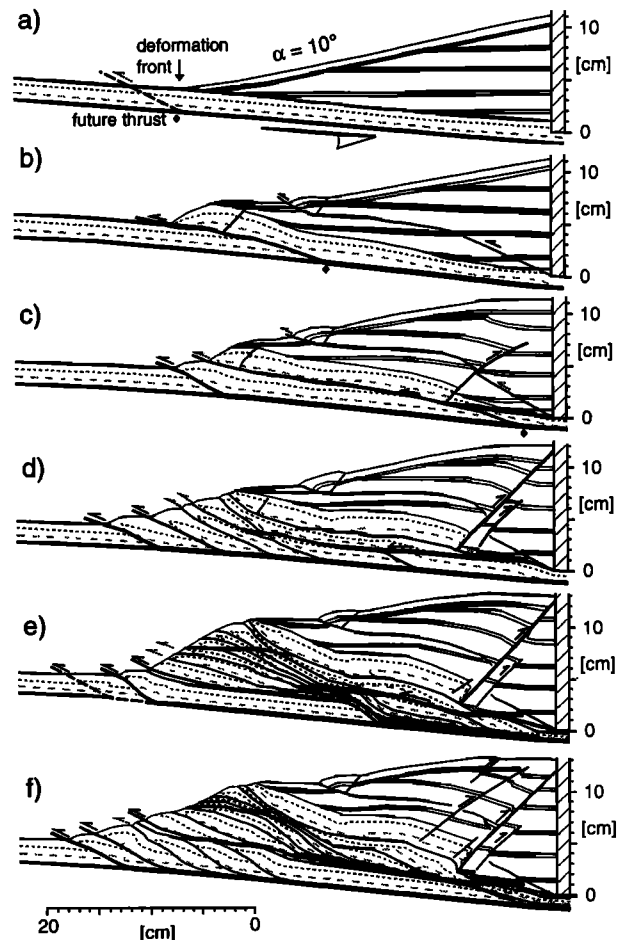 a)
deformation
front
α = 10°
future thrust
10
[cm]
0
b)
10
[cm]
0
c)
10
[cm]
0
d)
10
[cm]
0
e)
10
[cm]
0
f)
10
[cm]
0
20
[cm]
0